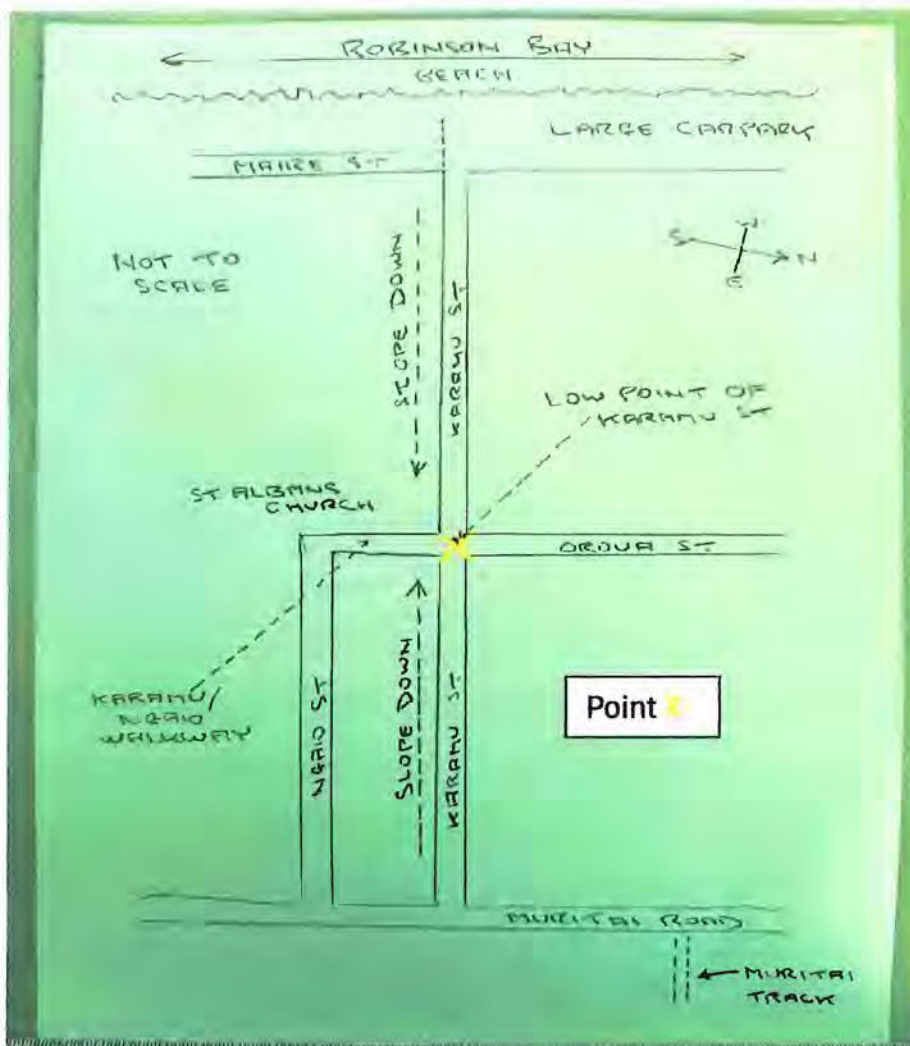 ROBINSON BAY
BEACH
LARGE CARPARK
MAIRE ST
S W N E
NOT TO
SCALE
SLOPE DOWN
KARAMU ST
LOW POINT OF
KARAMU ST
ST ALBANS
CHURCH
OROUA ST
KARAMU/
NGAIO
WALKWAY
NGAIO ST
SLOPE DOWN
KARAMU ST
Point
MURITAI ROAD
MURITAI
TRACK